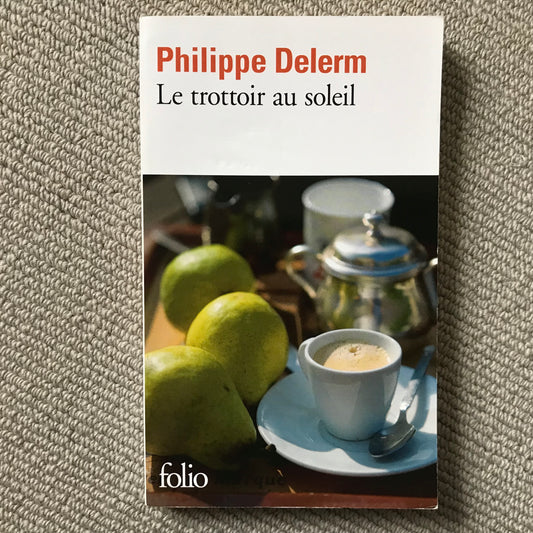 Philippe Delerm
Le trottoir au soleil
folio